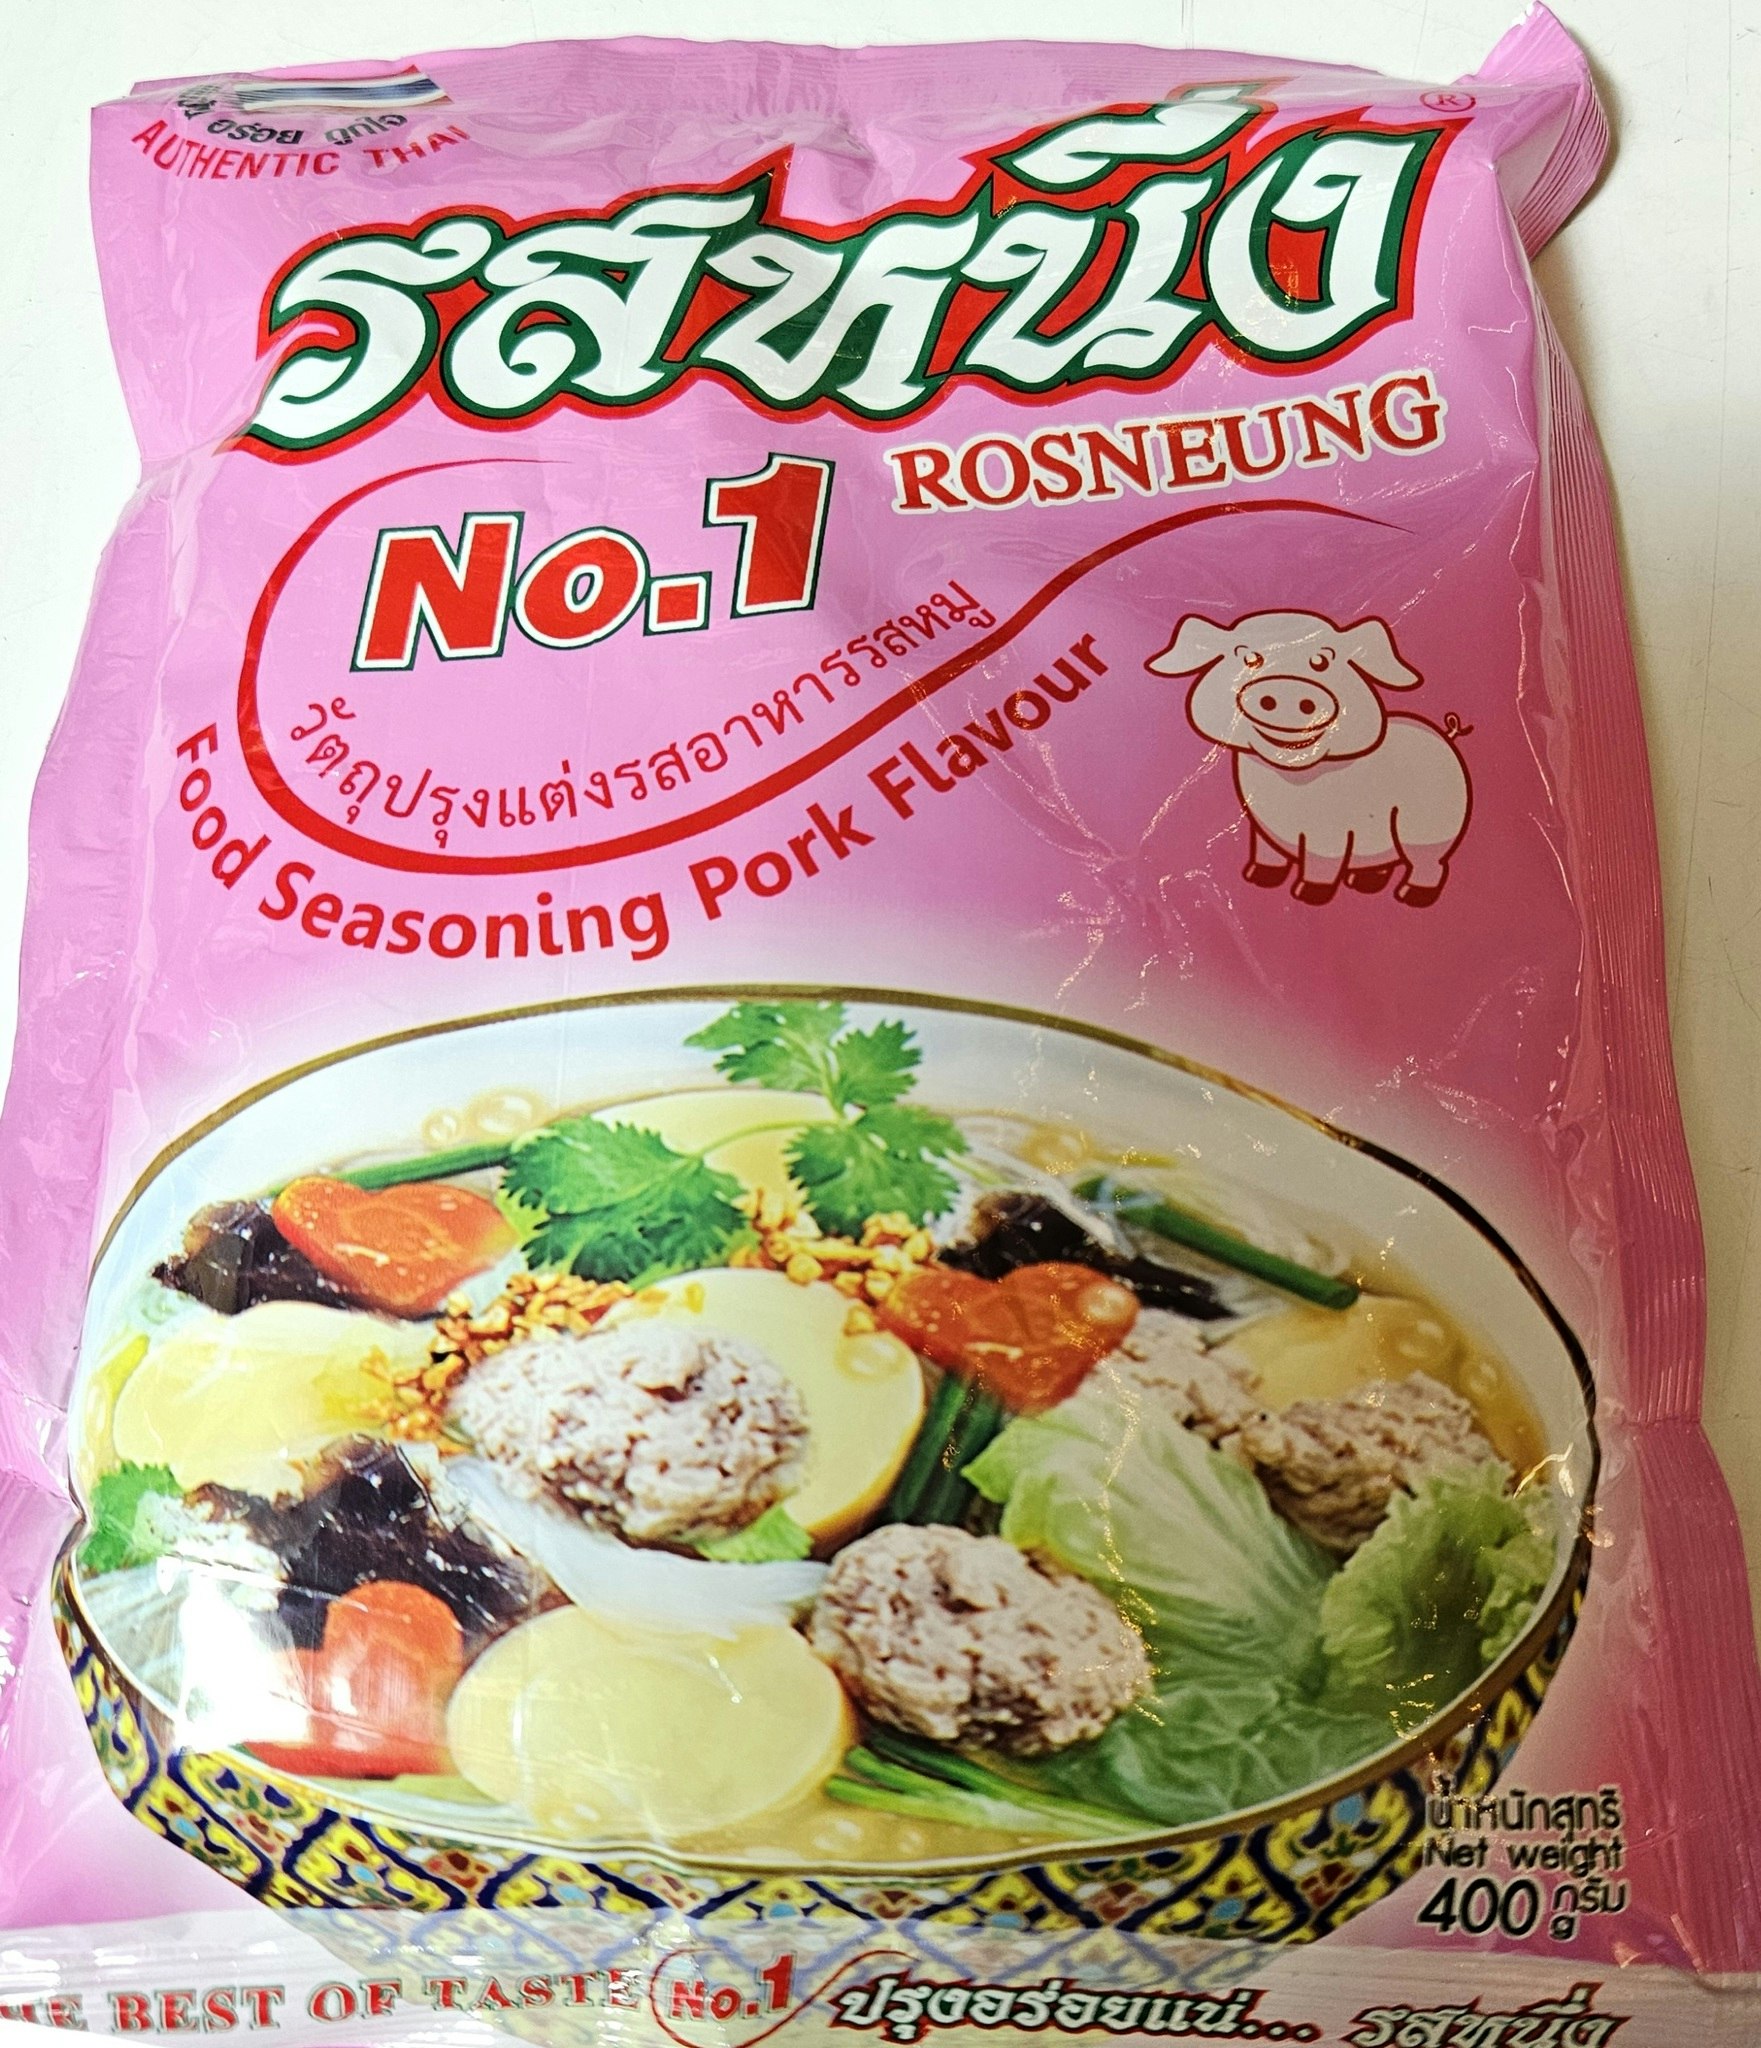 อร่อย ถูกใจ
AUTHENTIC THAI
รสหนึ่ง ®
ROSNEUNG
No.1
วัตถุปรุงแต่งรสอาหารรสหมู
Food Seasoning Pork Flavour
น้ำหนักสุทธิ
Net weight
400 กรัม
g
THE BEST OF TASTE No.1 ปรุงอร่อยแน่... รสหนึ่ง